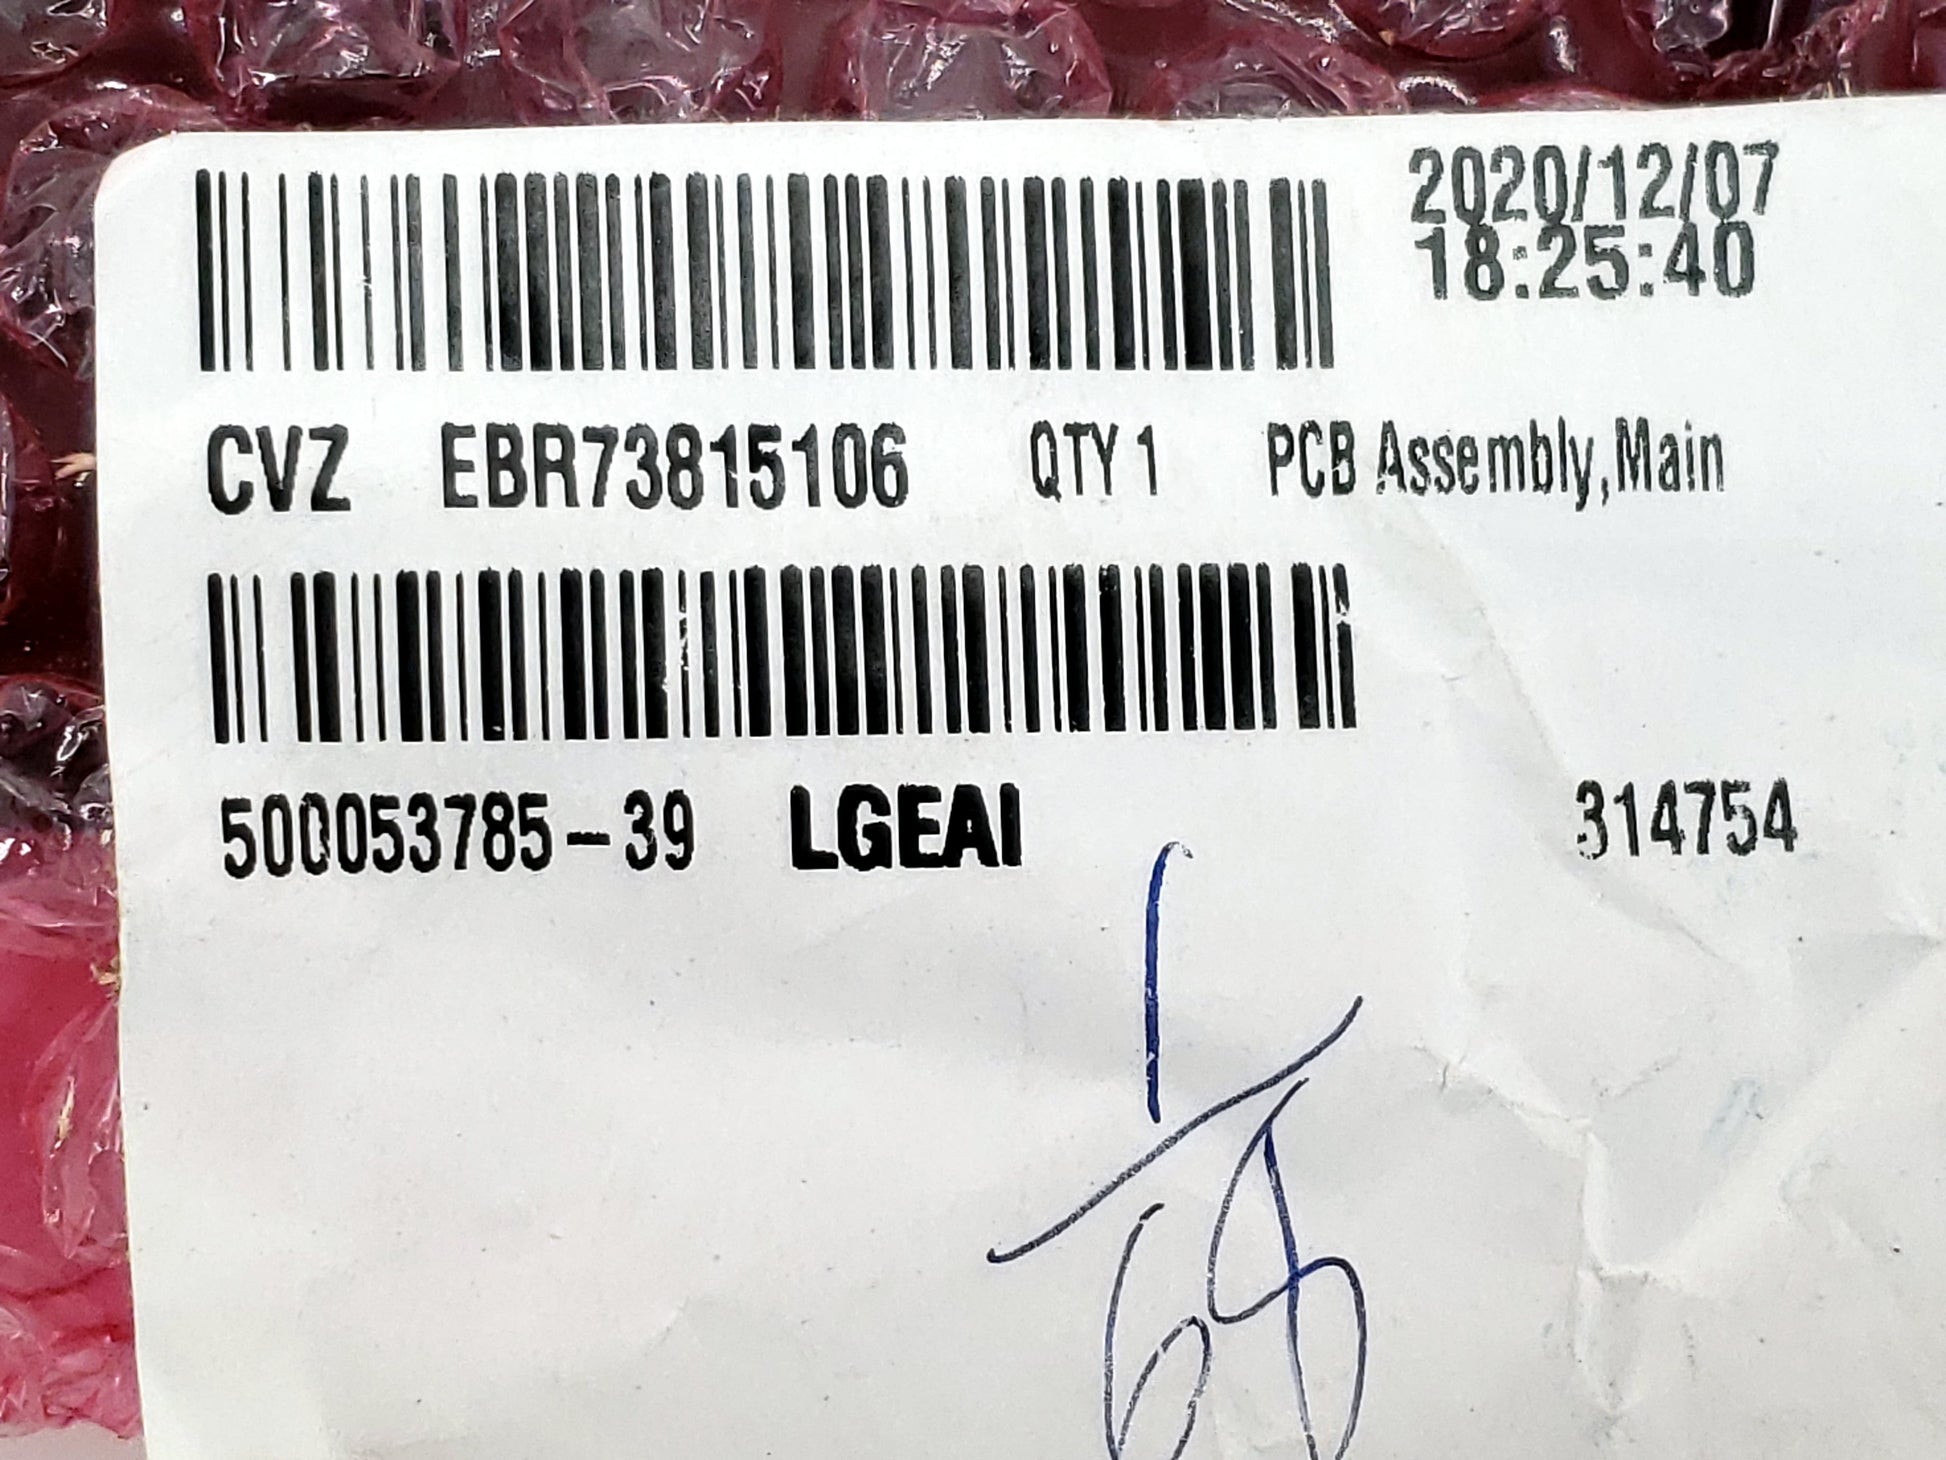 2020/12/07
18:25:40
CVZ EBR73815106 QTY 1 PCB Assembly,Main
500053785-39 LGEAI 314754